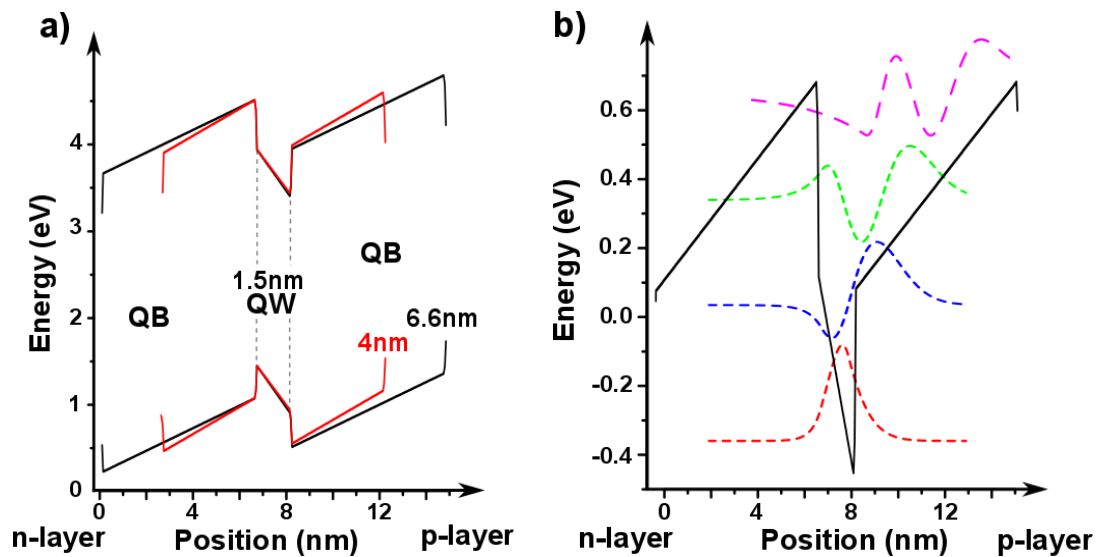 a)
Energy (eV)
4
3
2
1
0
QB
1.5nm
QW
QB
4nm
6.6nm
0
4
8
12
n-layer
Position (nm)
p-layer
b)
Energy (eV)
0.6
0.4
0.2
0.0
-0.2
-0.4
0
4
8
12
n-layer
Position (nm)
p-layer